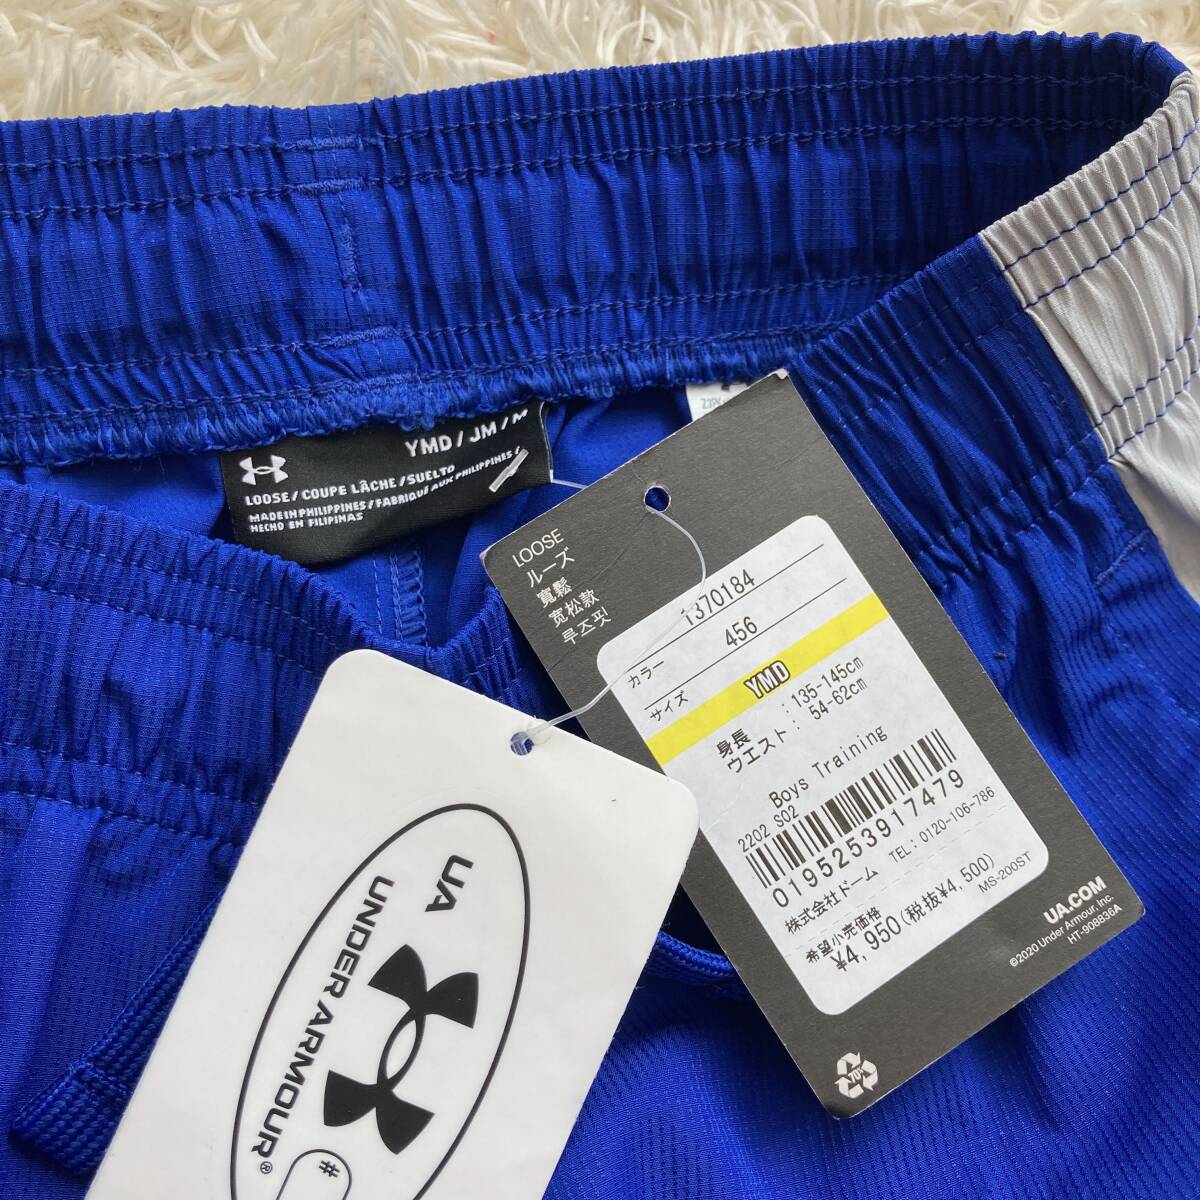 YMD / JM / M
LOOSE / COUPE LÂCHE / SUELTO
MADE IN PHILIPPINES / FABRIQUÉ AUX PHILIPPINES /
HECHO EN FILIPINAS
LOOSE
ルーズ
寬鬆
宽松款
루즈핏
1370184
カラー 456
サイズ YMD
身長 : 135-145cm
ウエスト : 54-62cm
Boys Training
2202 S02
0195253917479
株式会社ドーム TEL: 0120-106-786
希望小売価格
¥4,950(税抜¥4,500)
MS-200ST
UA.COM
©2020 Under Armour, Inc.
HT-908836A
70%
UA
UNDER ARMOUR®
#